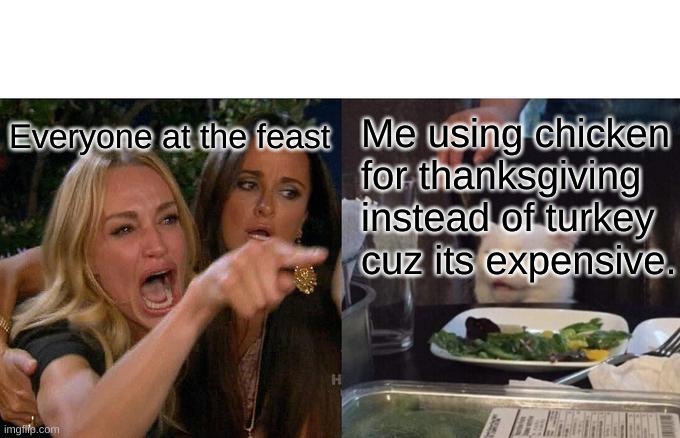 Everyone at the feast
Me using chicken
for thanksgiving
instead of turkey
cuz its expensive.
imgflip.com